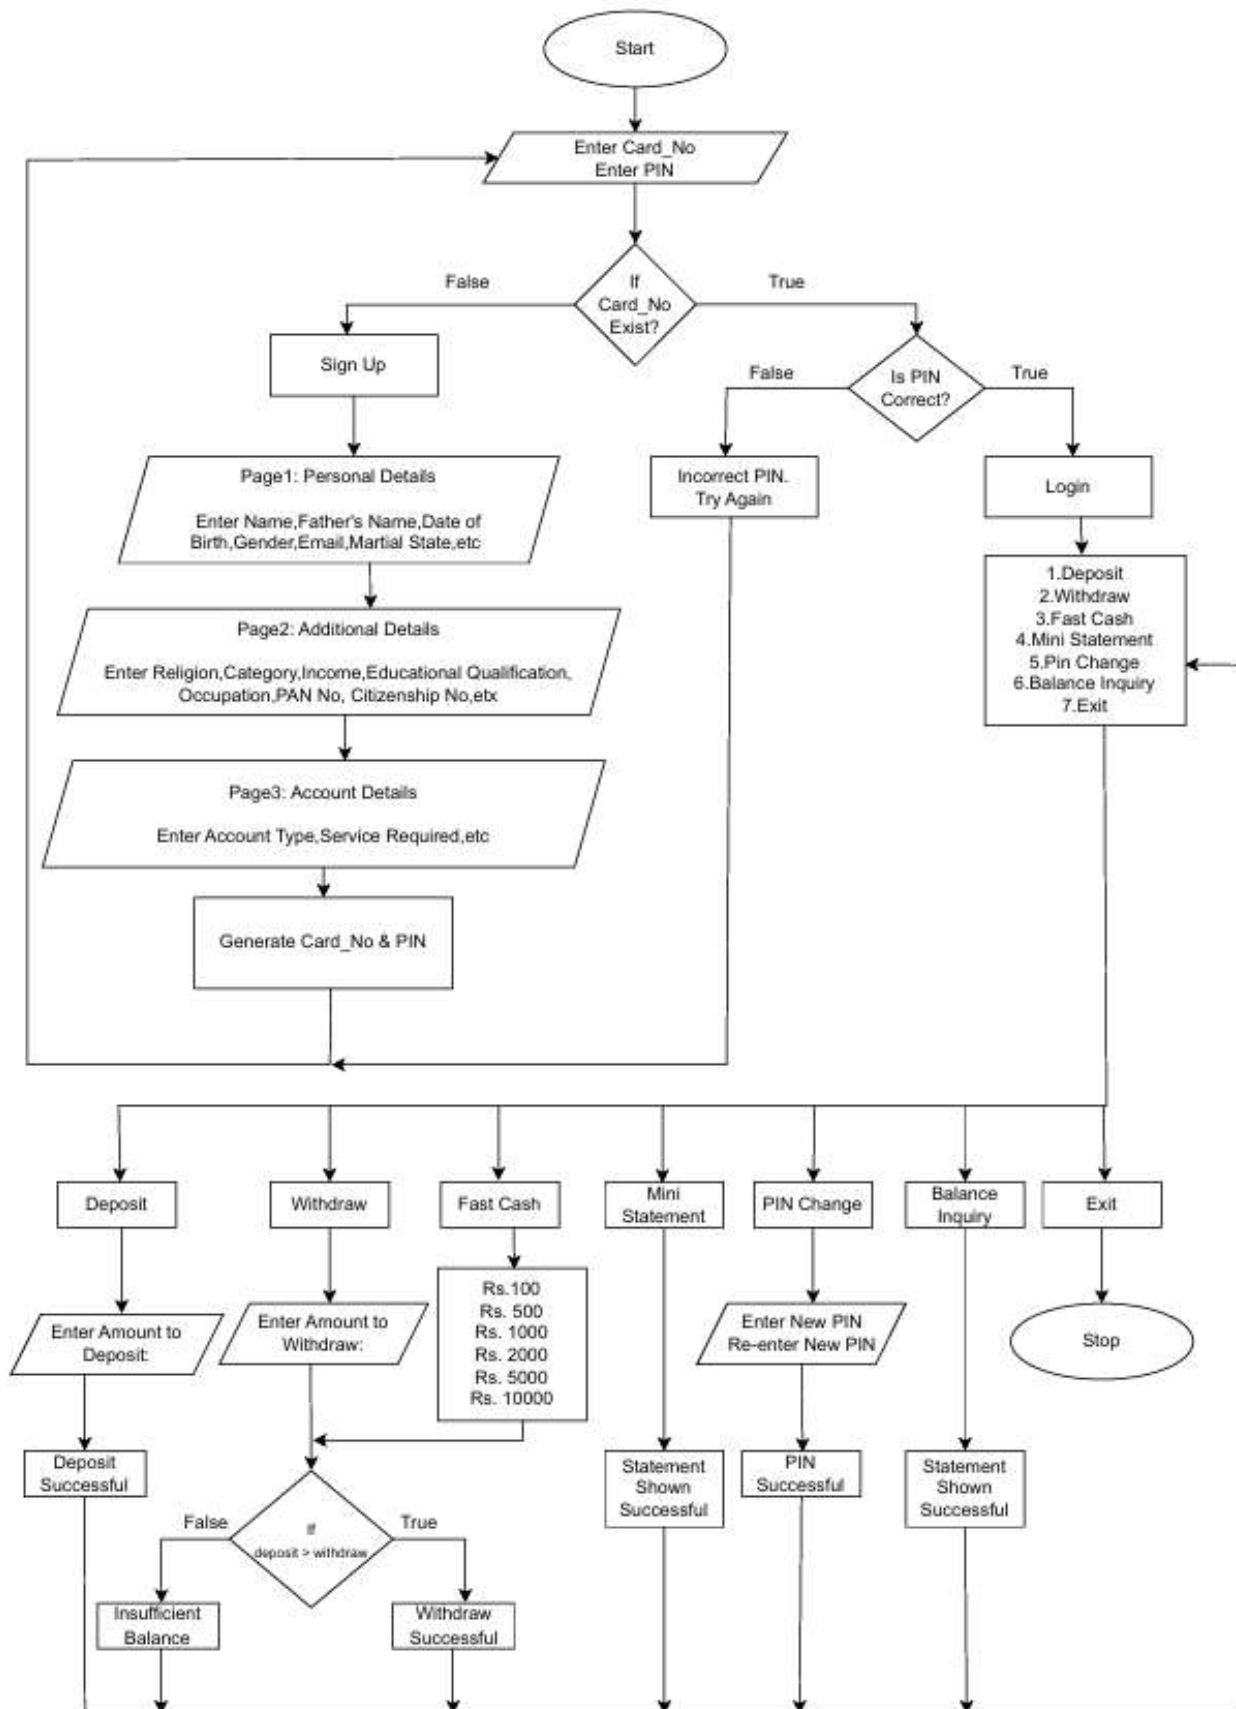 Start
Enter Card_No
Enter PIN
False
If
Card_No
Exist?
True
Sign Up
False
Is PIN
Correct?
True
Page1: Personal Details
Enter Name,Father's Name,Date of
Birth,Gender,Email,Martial State,etc
Incorrect PIN.
Try Again
Login
1.Deposit
2.Withdraw
3.Fast Cash
4.Mini Statement
5.Pin Change
6.Balance Inquiry
7.Exit
Page2: Additional Details
Enter Religion,Category,Income,Educational Qualification,
Occupation,PAN No, Citizenship No,etx
Page3: Account Details
Enter Account Type,Service Required,etc
Generate Card_No & PIN
Deposit
Withdraw
Fast Cash
Mini
Statement
PIN Change
Balance
Inquiry
Exit
Enter Amount to
Deposit:
Enter Amount to
Withdraw:
Rs.100
Rs. 500
Rs. 1000
Rs. 2000
Rs. 5000
Rs. 10000
Enter New PIN
Re-enter New PIN
Stop
Deposit
Successful
Statement
Shown
Successful
PIN
Successful
Statement
Shown
Successful
False
If
deposit > withdraw
True
Insufficient
Balance
Withdraw
Successful